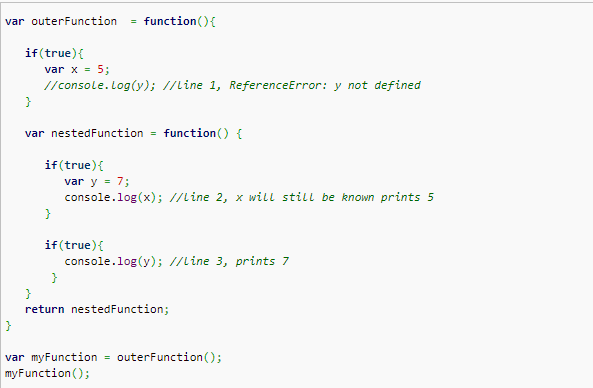 var outerFunction  = function(){
if(true){
var x = 5;
//console.log(y); //line 1, ReferenceError: y not defined
}
var nestedFunction = function() {
if(true){
var y = 7;
console.log(x); //line 2, x will still be known prints 5
}
if(true){
console.log(y); //line 3, prints 7
}
}
return nestedFunction;
}
var myFunction = outerFunction();
myFunction();